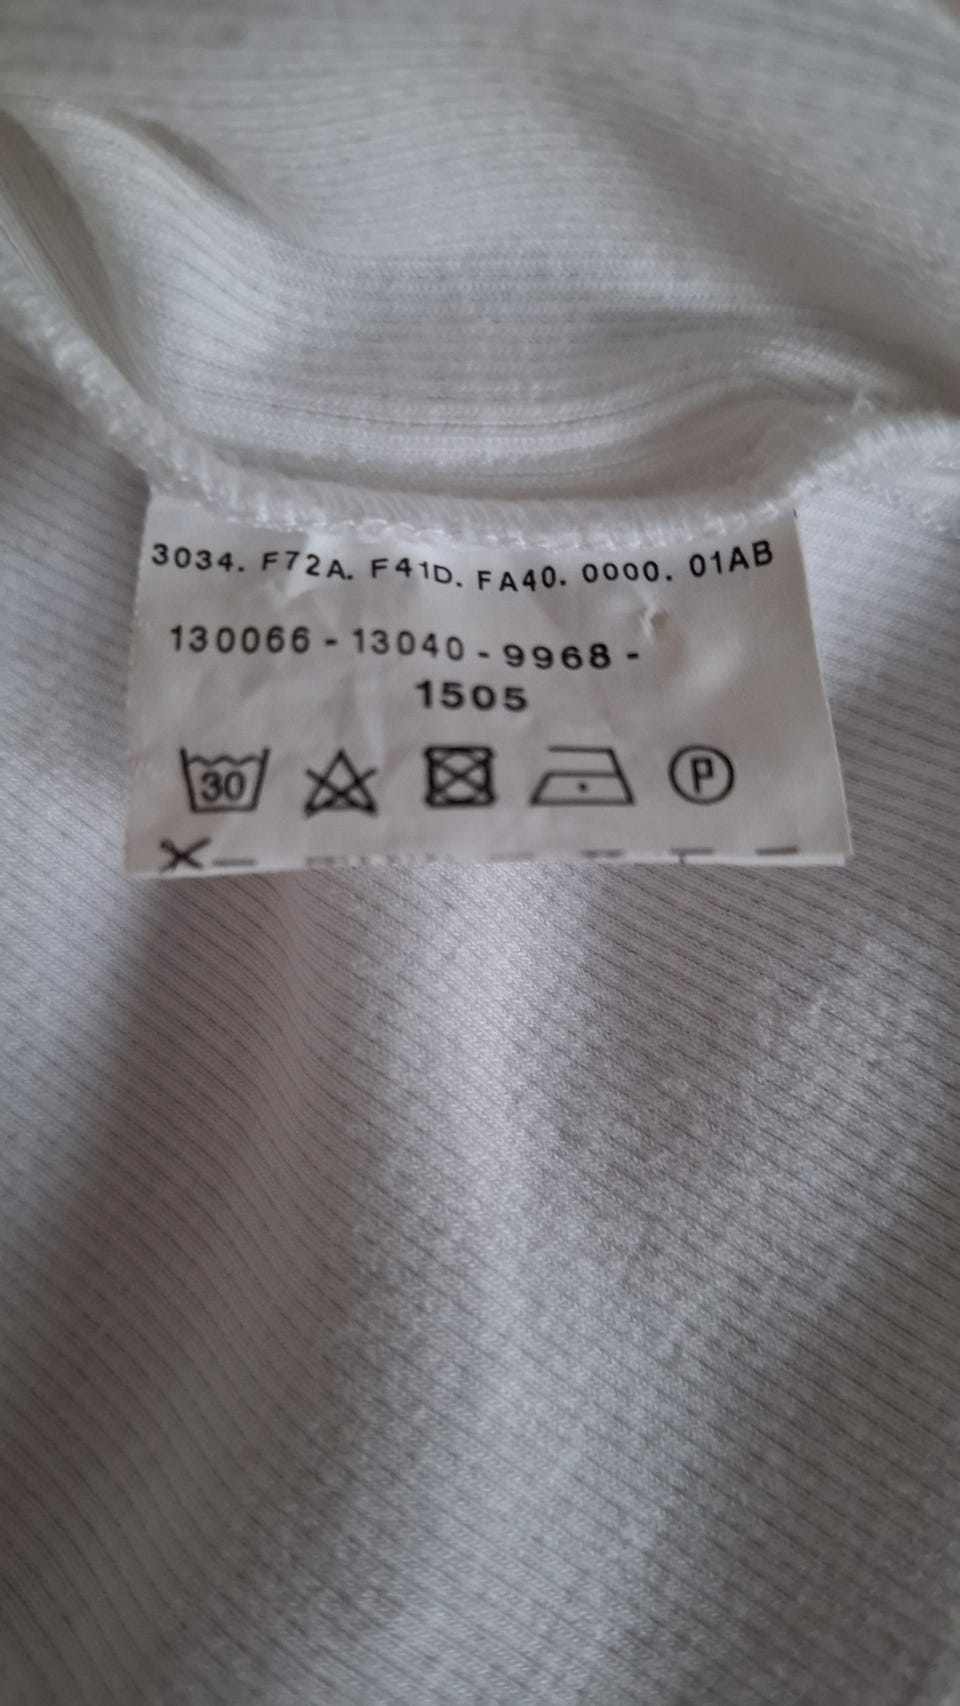 3034. F72A. F41D. FA40. 0000. 01AB
130066 - 13040 - 9968 -
1505
30 P